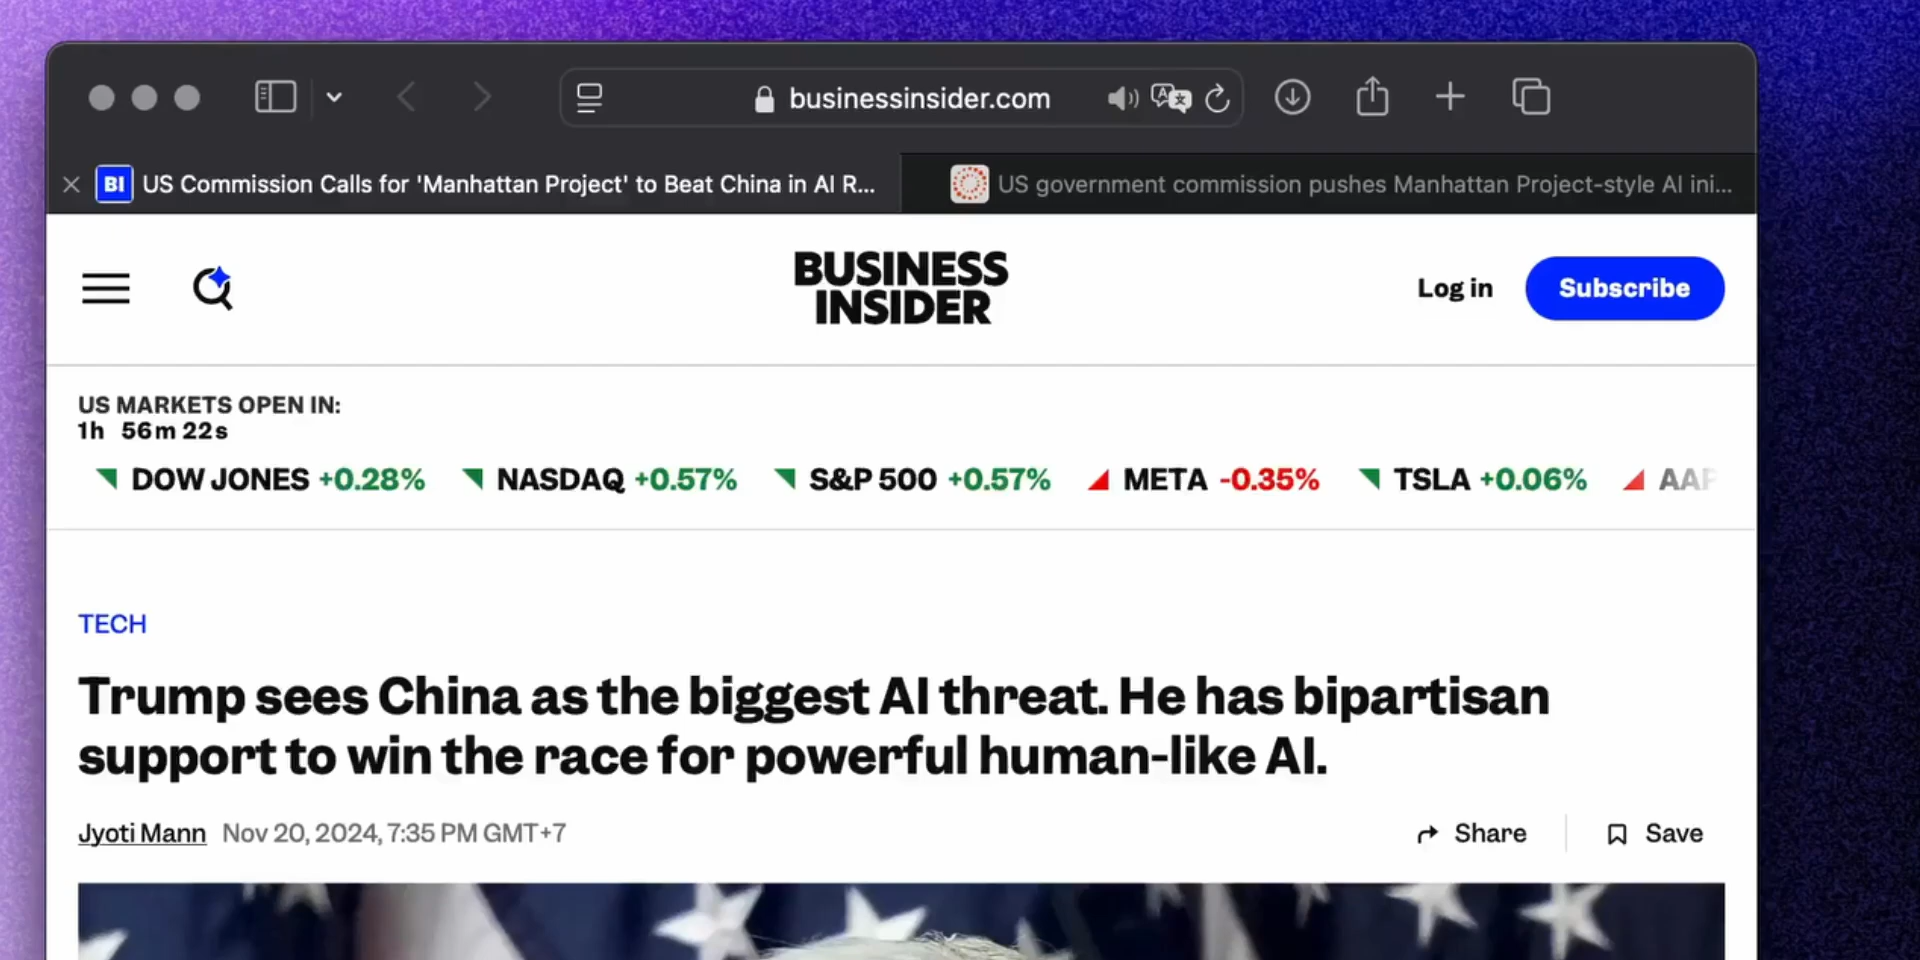 businessinsider.com
BI US Commission Calls for 'Manhattan Project' to Beat China in AI R...
US government commission pushes Manhattan Project-style AI ini...
BUSINESS
INSIDER
Log in
Subscribe
US MARKETS OPEN IN:
1h 56m 22s
DOW JONES +0.28% NASDAQ +0.57% S&P 500 +0.57% META -0.35% TSLA +0.06%
TECH
Trump sees China as the biggest AI threat. He has bipartisan
support to win the race for powerful human-like AI.
Jyoti Mann Nov 20, 2024, 7:35 PM GMT+7
Share
Save